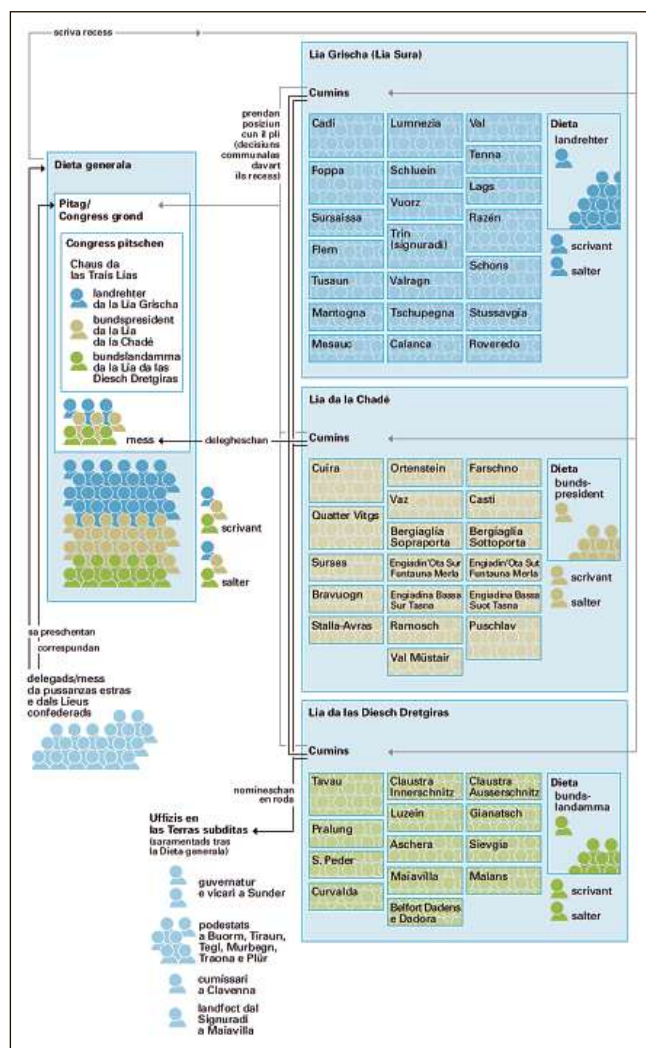 scriva recess
Lia Grischa (Lia Sura)
Cumins
prendan
posiziun
cun il pli
(decisiuns
communalas
davart
ils recess)
Cadi
Lumnezia
Val
Tenna
Foppa
Schluein
Lags
Vuorz
Sursaissa
Razén
Trin
(signuradi)
Flem
Schons
Tusaun
Valragn
Mantogna
Tschupegna
Stussavgia
Mesauc
Calanca
Roveredo
Dieta
landrehter
scrivant
salter
Dieta generala
Pitag/
Congress grond
Congress pitschen
Chaus da
las Trais Lias
landrehter
da la Lia Grischa
bundspresident
da la Lia
da la Chadé
bundslandamma
da la Lia da las
Diesch Dretgiras
mess
scrivant
salter
delegheschan
Lia da la Chadé
Cumins
Cuira
Ortenstein
Farschno
Vaz
Casti
Quatter Vitgs
Bergiaglia
Sopraporta
Bergiaglia
Sottoporta
Surses
Engiadin'Ota Sur
Funtauna Merla
Engiadin'Ota Sut
Funtauna Merla
Bravuogn
Engiadina Bassa
Sur Tasna
Engiadina Bassa
Suot Tasna
Stalla-Avras
Ramosch
Puschlav
Val Müstair
Dieta
bunds-
president
scrivant
salter
sa preschentan
correspundan
delegads/mess
da pussanzas estras
e dals Lieus
confederads
Lia da las Diesch Dretgiras
Cumins
Tavau
Claustra
Innerschnitz
Claustra
Ausserschnitz
Luzein
Gianatsch
Pralung
Aschera
Sievgia
S. Peder
Maiavilla
Malans
Curvalda
Belfort Dadens
e Dadora
Dieta
bunds-
landamma
scrivant
salter
nomineschan
en roda
Uffizis en
las Terras subditas
(saramentads tras
la Dieta generala)
guvernatur
e vicari a Sunder
podestats
a Buorm, Tiraun,
Tegl, Murbegn,
Traona e Plür
cumissari
a Clavenna
landfoct dal
Signuradi
a Maiavilla